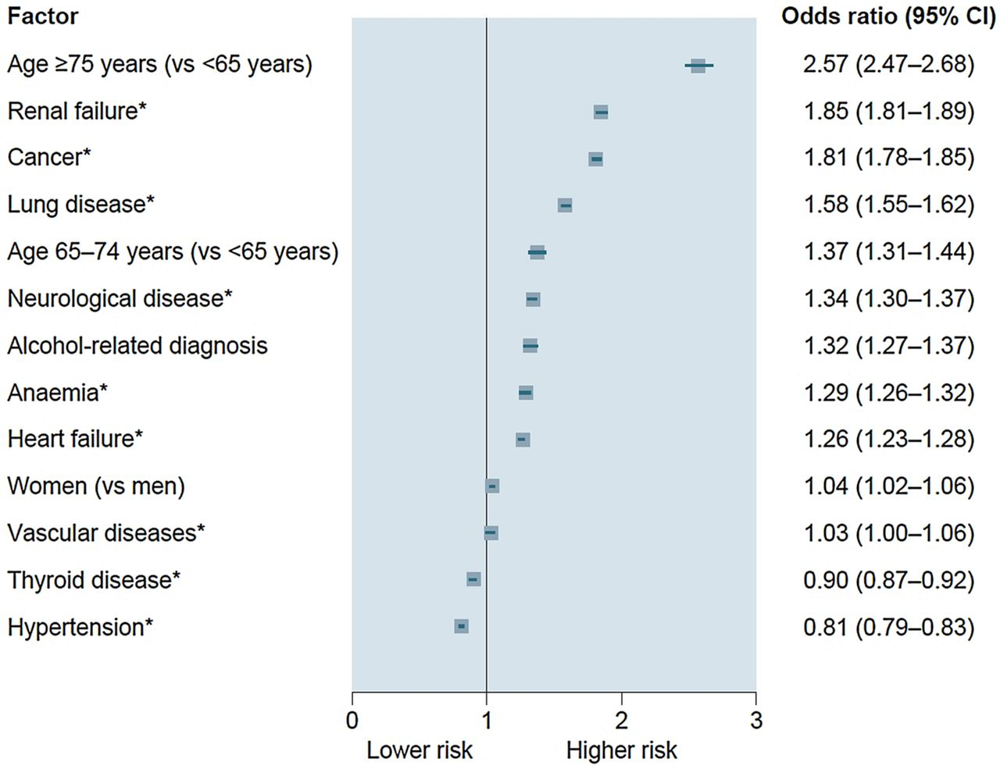 Factor Odds ratio (95% CI)
Age ≥75 years (vs <65 years) 2.57 (2.47–2.68)
Renal failure* 1.85 (1.81–1.89)
Cancer* 1.81 (1.78–1.85)
Lung disease* 1.58 (1.55–1.62)
Age 65–74 years (vs <65 years) 1.37 (1.31–1.44)
Neurological disease* 1.34 (1.30–1.37)
Alcohol-related diagnosis 1.32 (1.27–1.37)
Anaemia* 1.29 (1.26–1.32)
Heart failure* 1.26 (1.23–1.28)
Women (vs men) 1.04 (1.02–1.06)
Vascular diseases* 1.03 (1.00–1.06)
Thyroid disease* 0.90 (0.87–0.92)
Hypertension* 0.81 (0.79–0.83)
0 1 2 3
Lower risk Higher risk